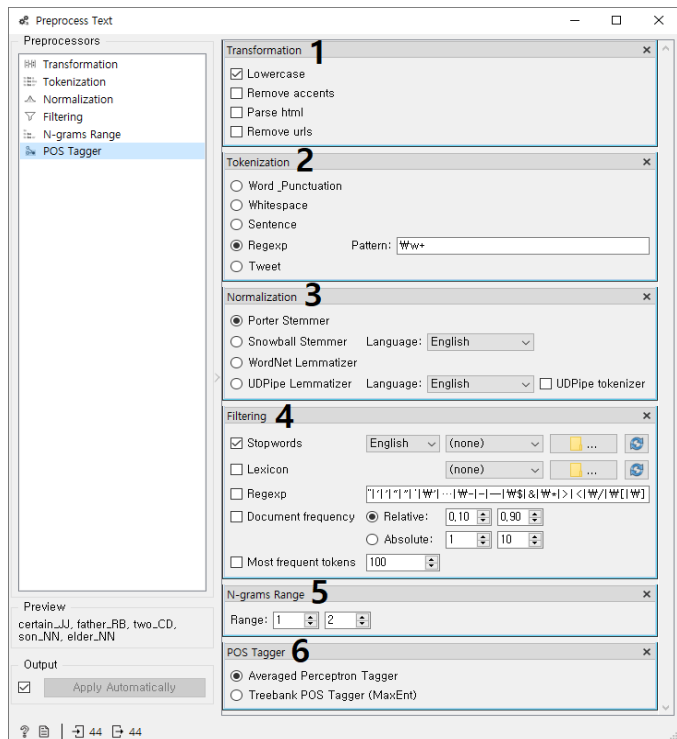 Preprocess Text
Preprocessors
Transformation
Tokenization
Normalization
Filtering
N-grams Range
POS Tagger
Preview
certain_JJ, father_RB, two_CD,
son_NN, elder_NN
Output
Apply Automatically
? 44 44
Transformation 1
Lowercase
Remove accents
Parse html
Remove urls
Tokenization 2
Word _Punctuation
Whitespace
Sentence
Regexp Pattern: ₩w+
Tweet
Normalization 3
Porter Stemmer
Snowball Stemmer Language: English
WordNet Lemmatizer
UDPipe Lemmatizer Language: English UDPipe tokenizer
Filtering 4
Stopwords English (none) ...
Lexicon (none) ...
Regexp
Document frequency Relative: 0,10 0,90
Absolute: 1 10
Most frequent tokens 100
N-grams Range 5
Range: 1 2
POS Tagger 6
Averaged Perceptron Tagger
Treebank POS Tagger (MaxEnt)